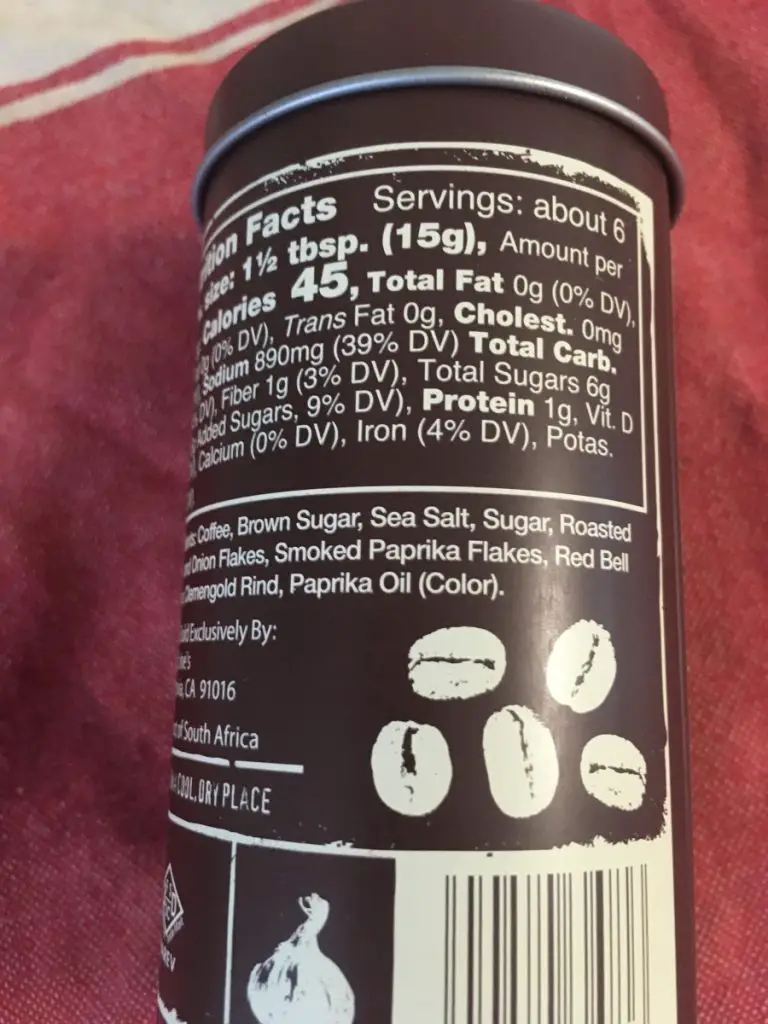 Facts Servings: about 6
size: 1½ tbsp. (15g), Amount per
Calories 45, Total Fat 0g (0% DV),
(0% DV), Trans Fat 0g, Cholest. 0mg
Sodium 890mg (39% DV) Total Carb.
DV), Fiber 1g (3% DV), Total Sugars 6g
Added Sugars, 9% DV), Protein 1g, Vit. D
Calcium (0% DV), Iron (4% DV), Potas.
Coffee, Brown Sugar, Sea Salt, Sugar, Roasted
Onion Flakes, Smoked Paprika Flakes, Red Bell
Clemengold Rind, Paprika Oil (Color).
Exclusively By:
CA 91016
of South Africa
COOL, DRY PLACE